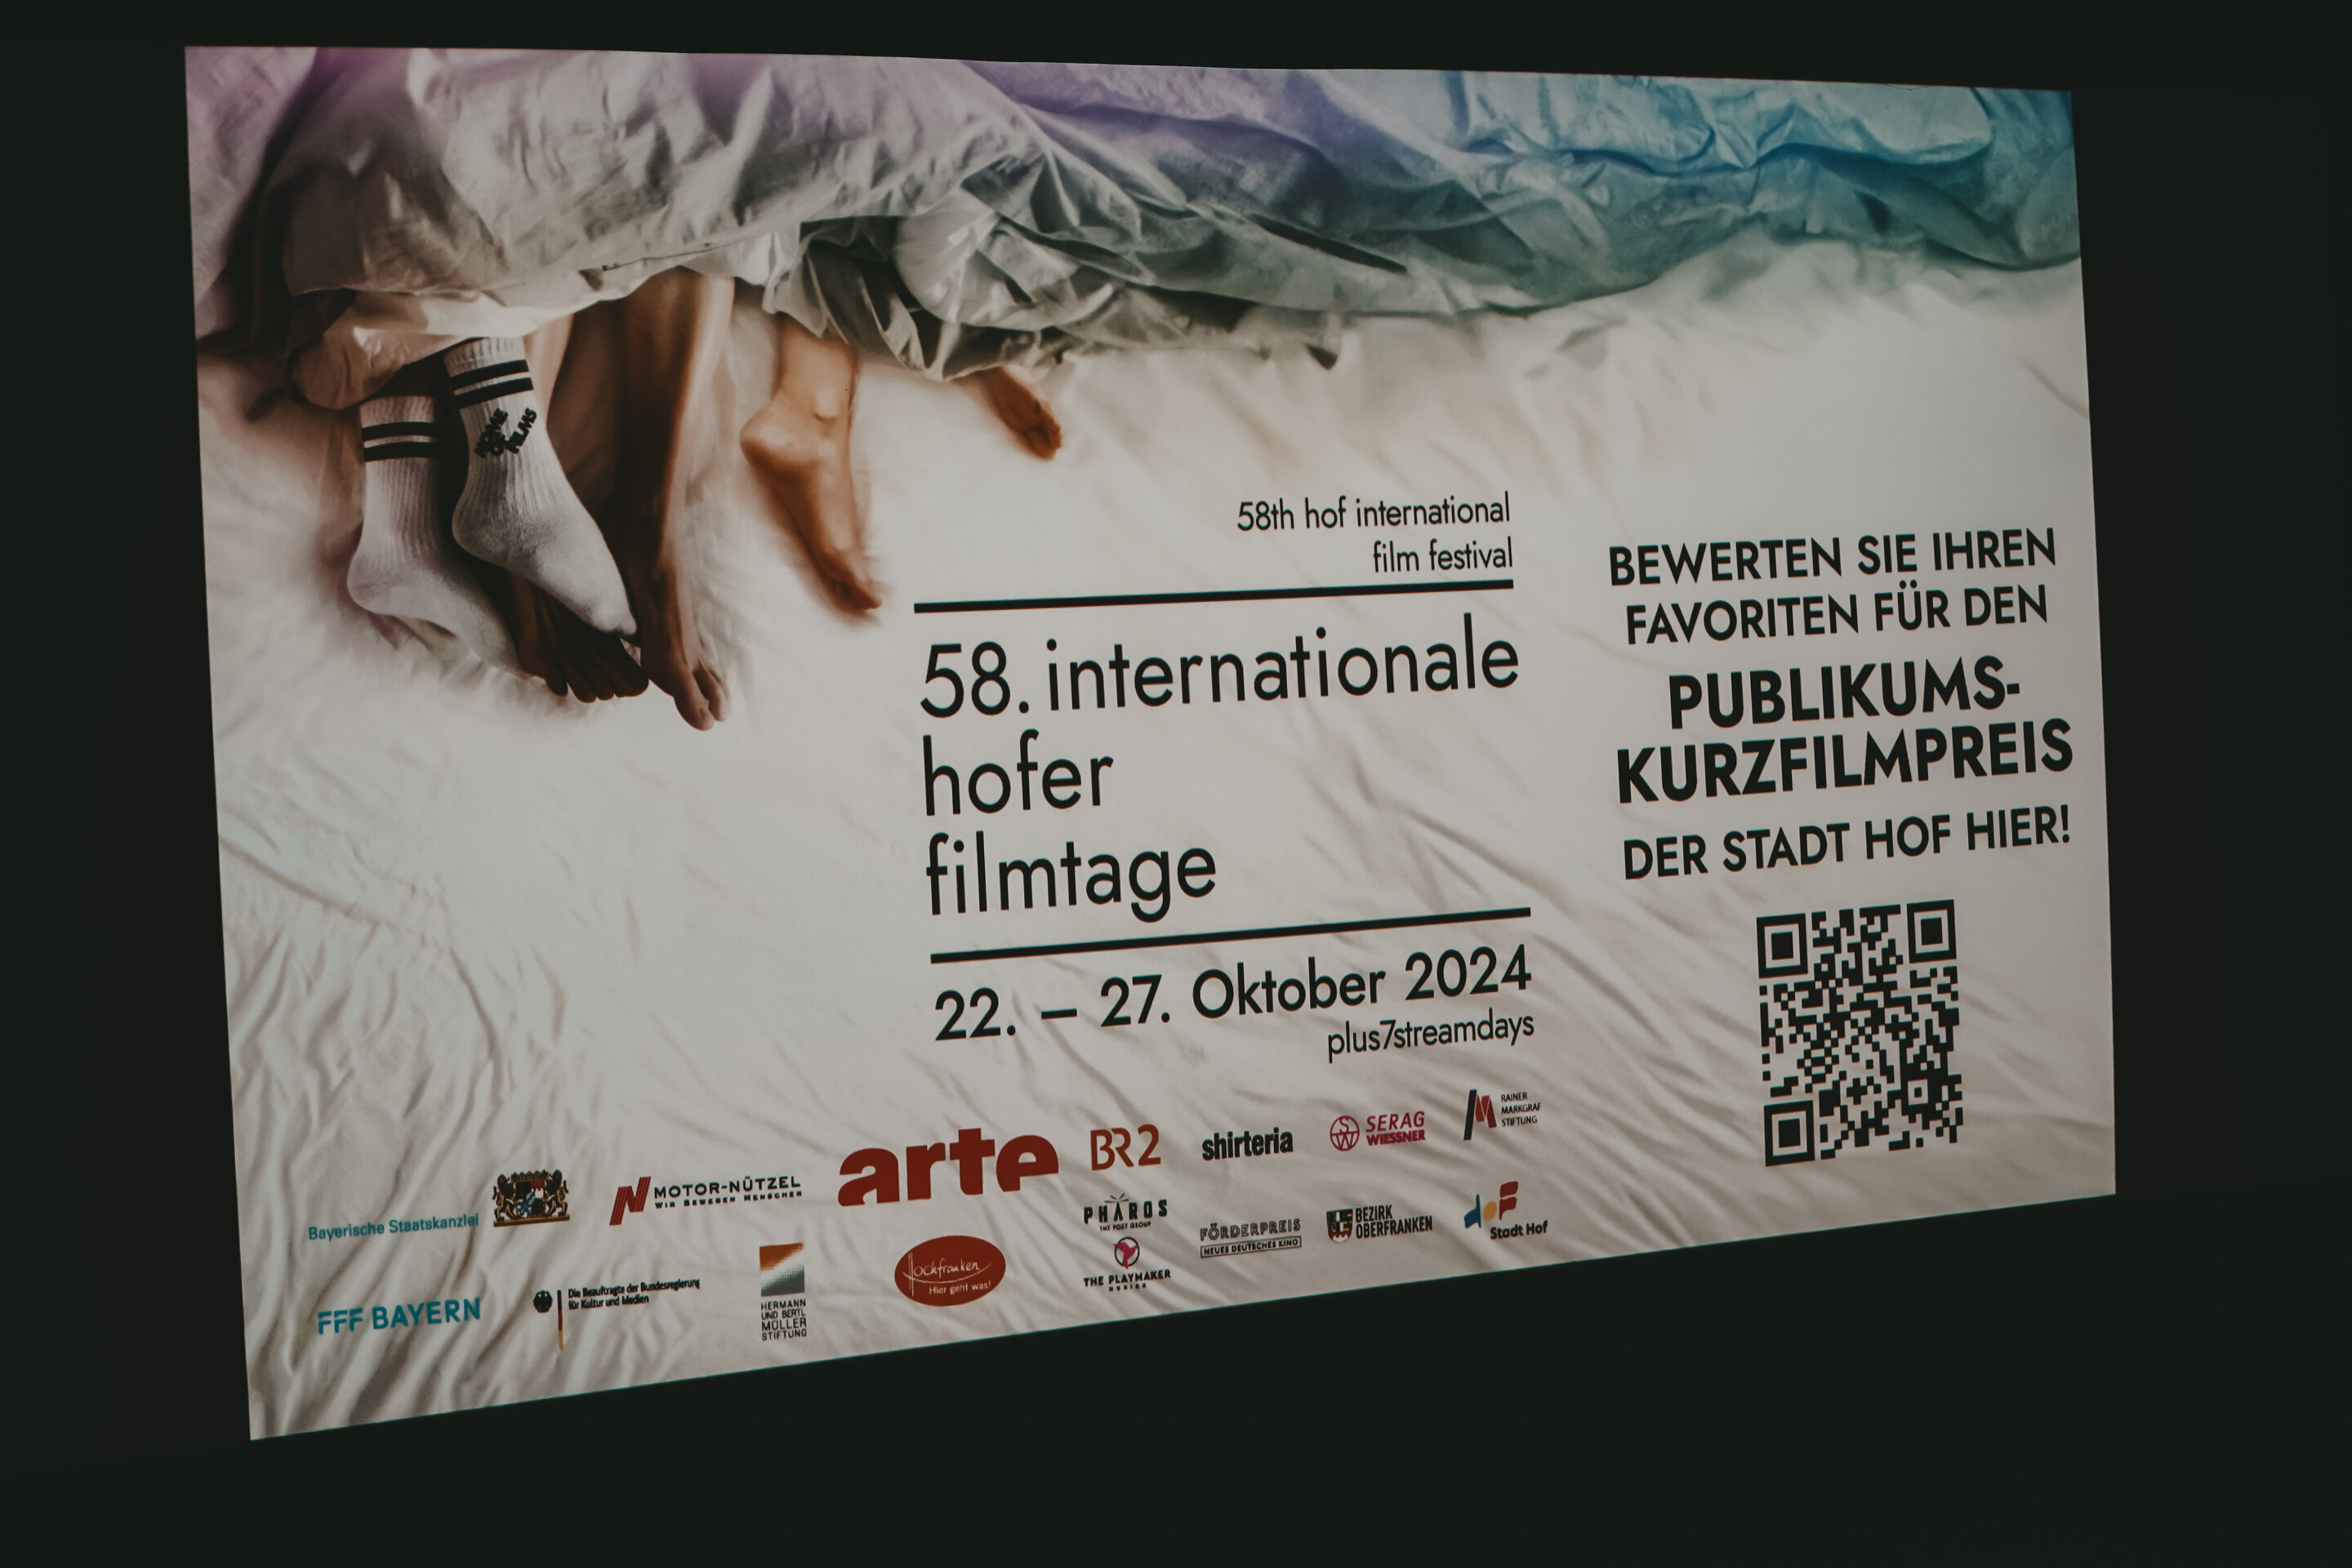 HOME
OF
FILMS
58th hof international
film festival
58. internationale
hofer
filmtage
22. – 27. Oktober 2024
plus7streamdays
BEWERTEN SIE IHREN
FAVORITEN FÜR DEN
PUBLIKUMS-
KURZFILMPREIS
DER STADT HOF HIER!
Bayerische Staatskanzlei
MOTOR-NÜTZEL
WIR BEWEGEN MENSCHEN
arte
BR2
shirteria
SERAG
WIESSNER
RAINER
MARKGRAF
STIFTUNG
FFF BAYERN
Die Beauftragte der Bundesregierung
für Kultur und Medien
HERMANN
UND BERTL
MÜLLER
STIFTUNG
Hochfranken
Hier geht was!
PHAROS
THE POST GROUP
THE PLAYMAKER
MUNICH
FÖRDERPREIS
NEUES DEUTSCHES KINO
BEZIRK
OBERFRANKEN
HOF
Stadt Hof